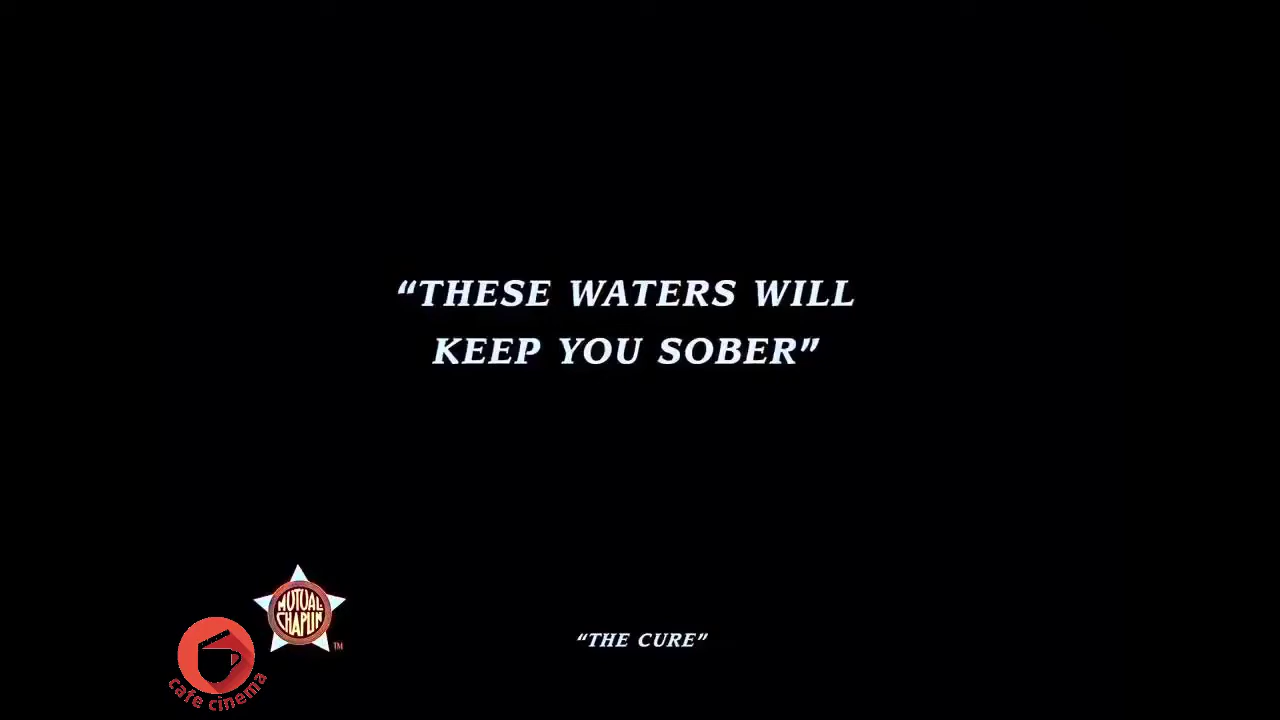 “THESE WATERS WILL
KEEP YOU SOBER”
MUTUAL
CHAPLIN
TM
“THE CURE”
cafe cinema